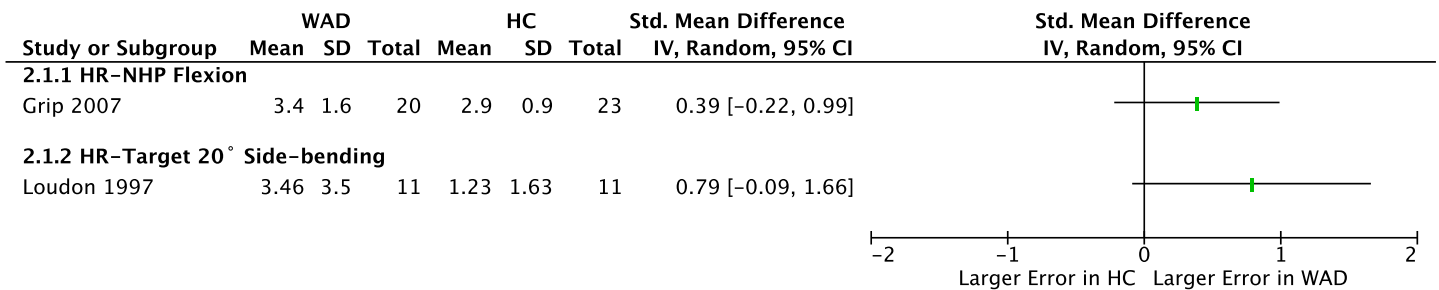 WAD HC Std. Mean Difference Std. Mean Difference
Study or Subgroup Mean SD Total Mean SD Total IV, Random, 95% CI IV, Random, 95% CI
2.1.1 HR-NHP Flexion
Grip 2007 3.4 1.6 20 2.9 0.9 23 0.39 [-0.22, 0.99]
2.1.2 HR-Target 20° Side-bending
Loudon 1997 3.46 3.5 11 1.23 1.63 11 0.79 [-0.09, 1.66]
-2 -1 0 1 2
Larger Error in HC Larger Error in WAD